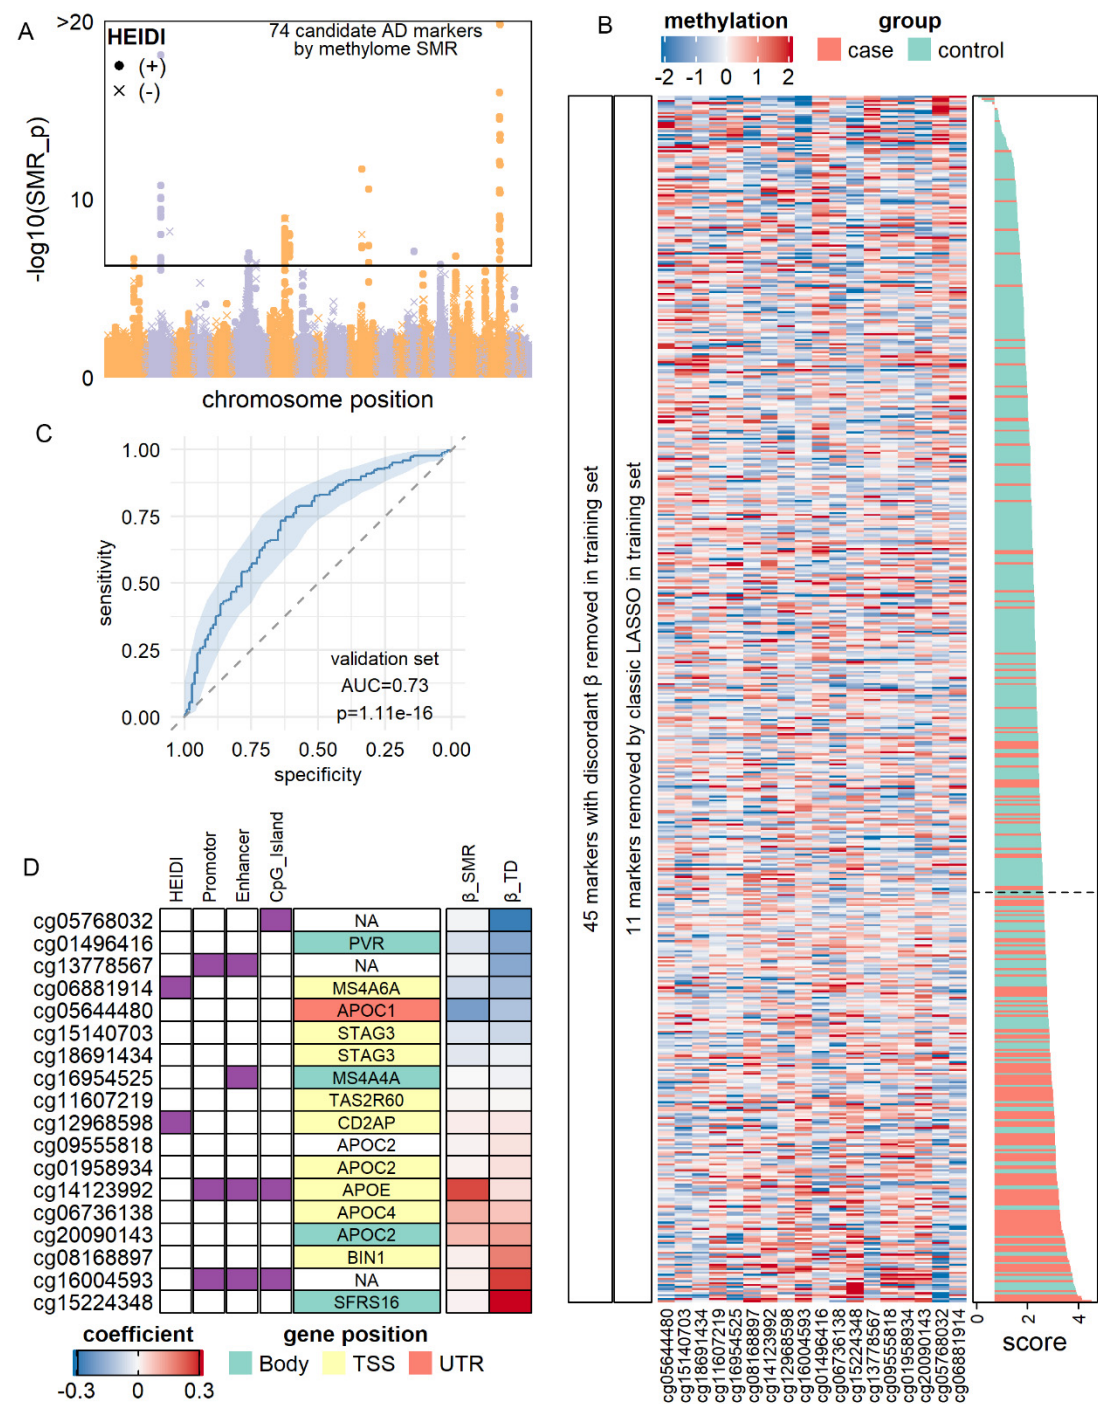 A
HEIDI
(+)
(-)
74 candidate AD markers
by methylome SMR
>20
10
0
-log10(SMR_p)
chromosome position
B
methylation
-2 -1 0 1 2
group
case
control
45 markers with discordant β removed in training set
11 markers removed by classic LASSO in training set
cg05644480
cg15140703
cg18691434
cg11607219
cg16954525
cg08168897
cg14123992
cg12968598
cg16004593
cg01496416
cg06736138
cg15224348
cg13778567
cg09555818
cg01958934
cg20090143
cg05768032
cg06881914
0 2 4
score
C
1.00
0.75
0.50
0.25
0.00
sensitivity
validation set
AUC=0.73
p=1.11e-16
1.00 0.75 0.50 0.25 0.00
specificity
D
HEIDI
Promotor
Enhancer
CpG_Island
β_SMR
β_TD
cg05768032 NA
cg01496416 PVR
cg13778567 NA
cg06881914 MS4A6A
cg05644480 APOC1
cg15140703 STAG3
cg18691434 STAG3
cg16954525 MS4A4A
cg11607219 TAS2R60
cg12968598 CD2AP
cg09555818 APOC2
cg01958934 APOC2
cg14123992 APOE
cg06736138 APOC4
cg20090143 APOC2
cg08168897 BIN1
cg16004593 NA
cg15224348 SFRS16
coefficient
-0.3 0 0.3
gene position
Body
TSS
UTR